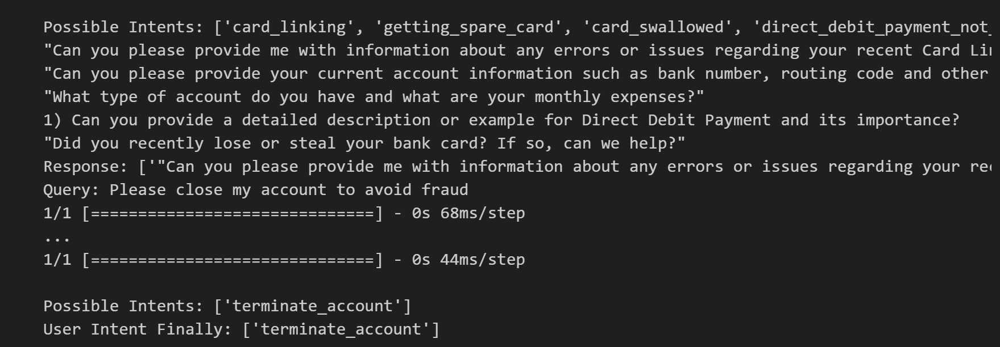 Possible Intents: ['card_linking', 'getting_spare_card', 'card_swallowed', 'direct_debit_payment_not_
"Can you please provide me with information about any errors or issues regarding your recent Card
"Can you please provide your current account information such as bank number, routing code and other
"What type of account do you have and what are your monthly expenses?"
1) Can you provide a detailed description or example for Direct Debit Payment and its importance?
"Did you recently lose or steal your bank card? If so, can we help?"
Response: ['"Can you please provide me with information about any errors or issues regarding your
Query: Please close my account to avoid fraud
1/1 [==============================] - 0s 68ms/step
...
1/1 [==============================] - 0s 44ms/step
Possible Intents: ['terminate_account']
User Intent Finally: ['terminate_account']